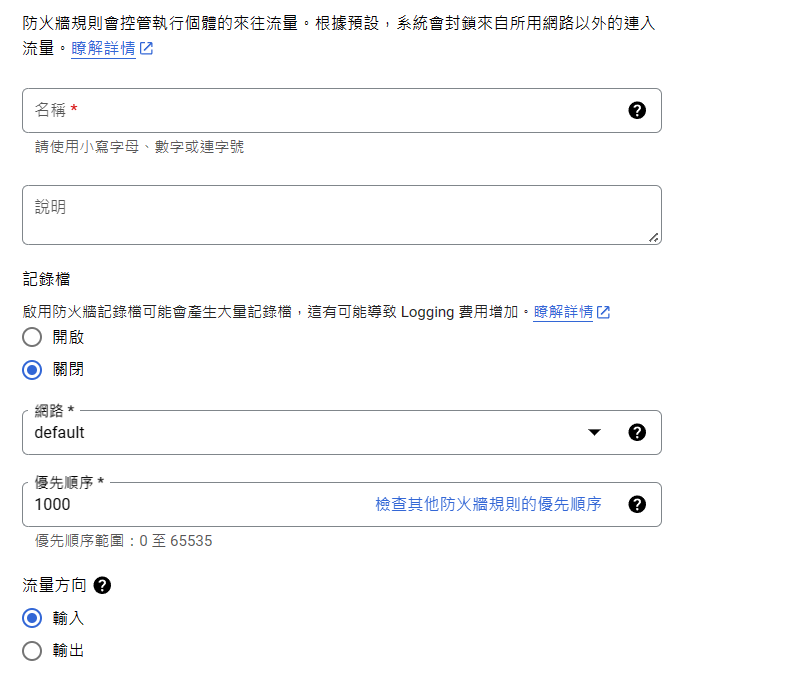 防火牆規則會控管執行個體的來往流量。根據預設，系統會封鎖來自所用網路以外的連入
流量。瞭解詳情
名稱 *
請使用小寫字母、數字或連字號
說明
記錄檔
啟用防火牆記錄檔可能會產生大量記錄檔，這有可能導致 Logging 費用增加。瞭解詳情
開啟
關閉
網路 *
default
優先順序 *
1000 檢查其他防火牆規則的優先順序
優先順序範圍：0 至 65535
流量方向
輸入
輸出